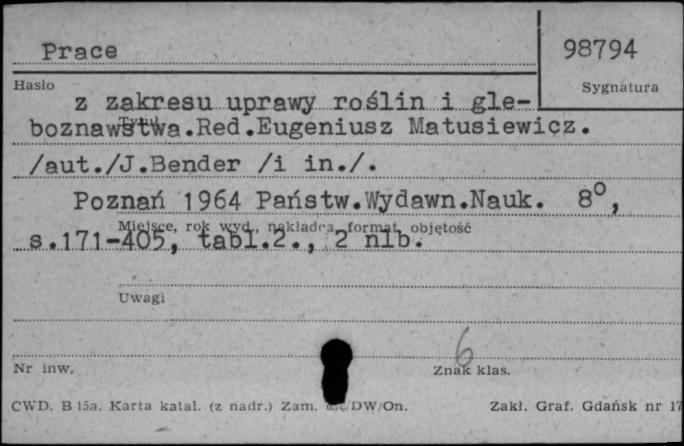 Prace
98794
Hasło
Sygnatura
z zakresu uprawy roślin i gle-
Tytuł
boznawstwa.Red.Eugeniusz Matusiewicz.
/aut./J.Bender /i in./.
Poznań 1964 Państw.Wydawn.Nauk. 8°,
Miejsce, rok wyd., nakładca, format, objętość
s.171-405, tabl.2., 2 nlb.
Uwagi
6
Nr inw.
Znak klas.
CWD. B 15a. Karta katal. (z nadr.) Zam. DW/On.
Zakł. Graf. Gdańsk nr 17